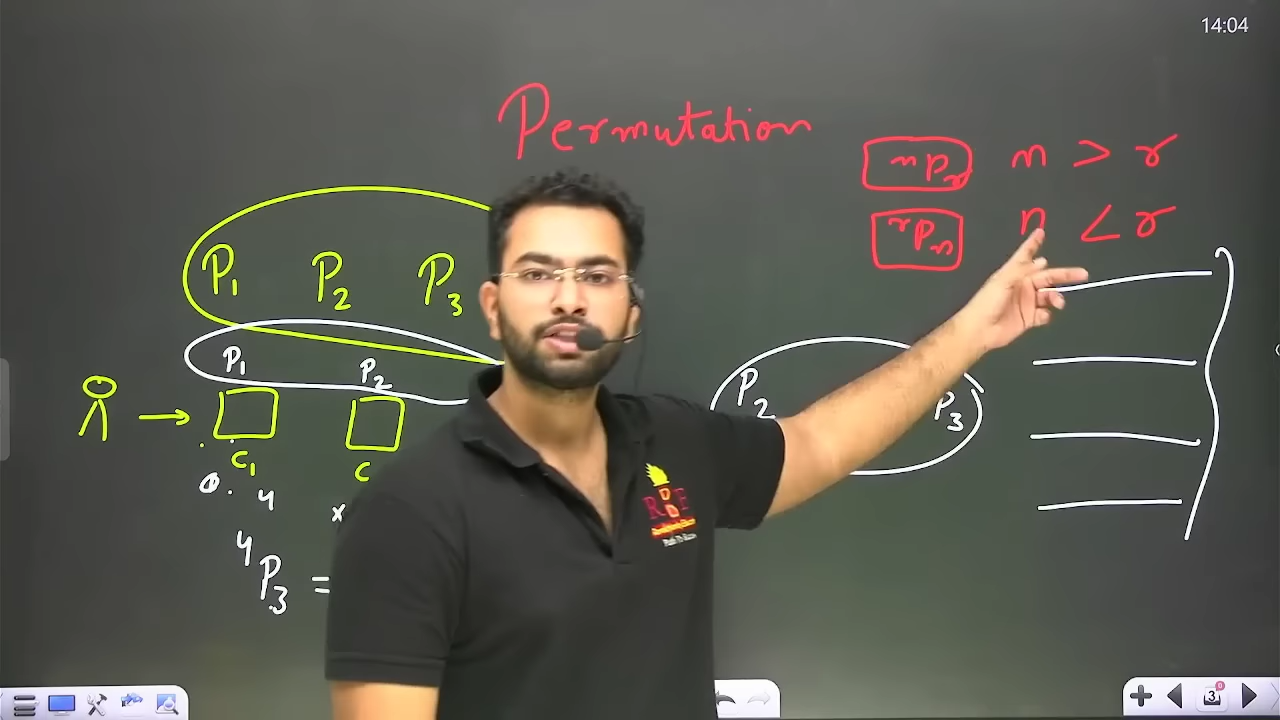 14:04
Permutation
ⁿPᵣ n > r
ʳPₙ n < r
P₁ P₂ P₃
P₁ P₂
P₂ P₃
C₁ C
4
x
⁴P₃ =
3